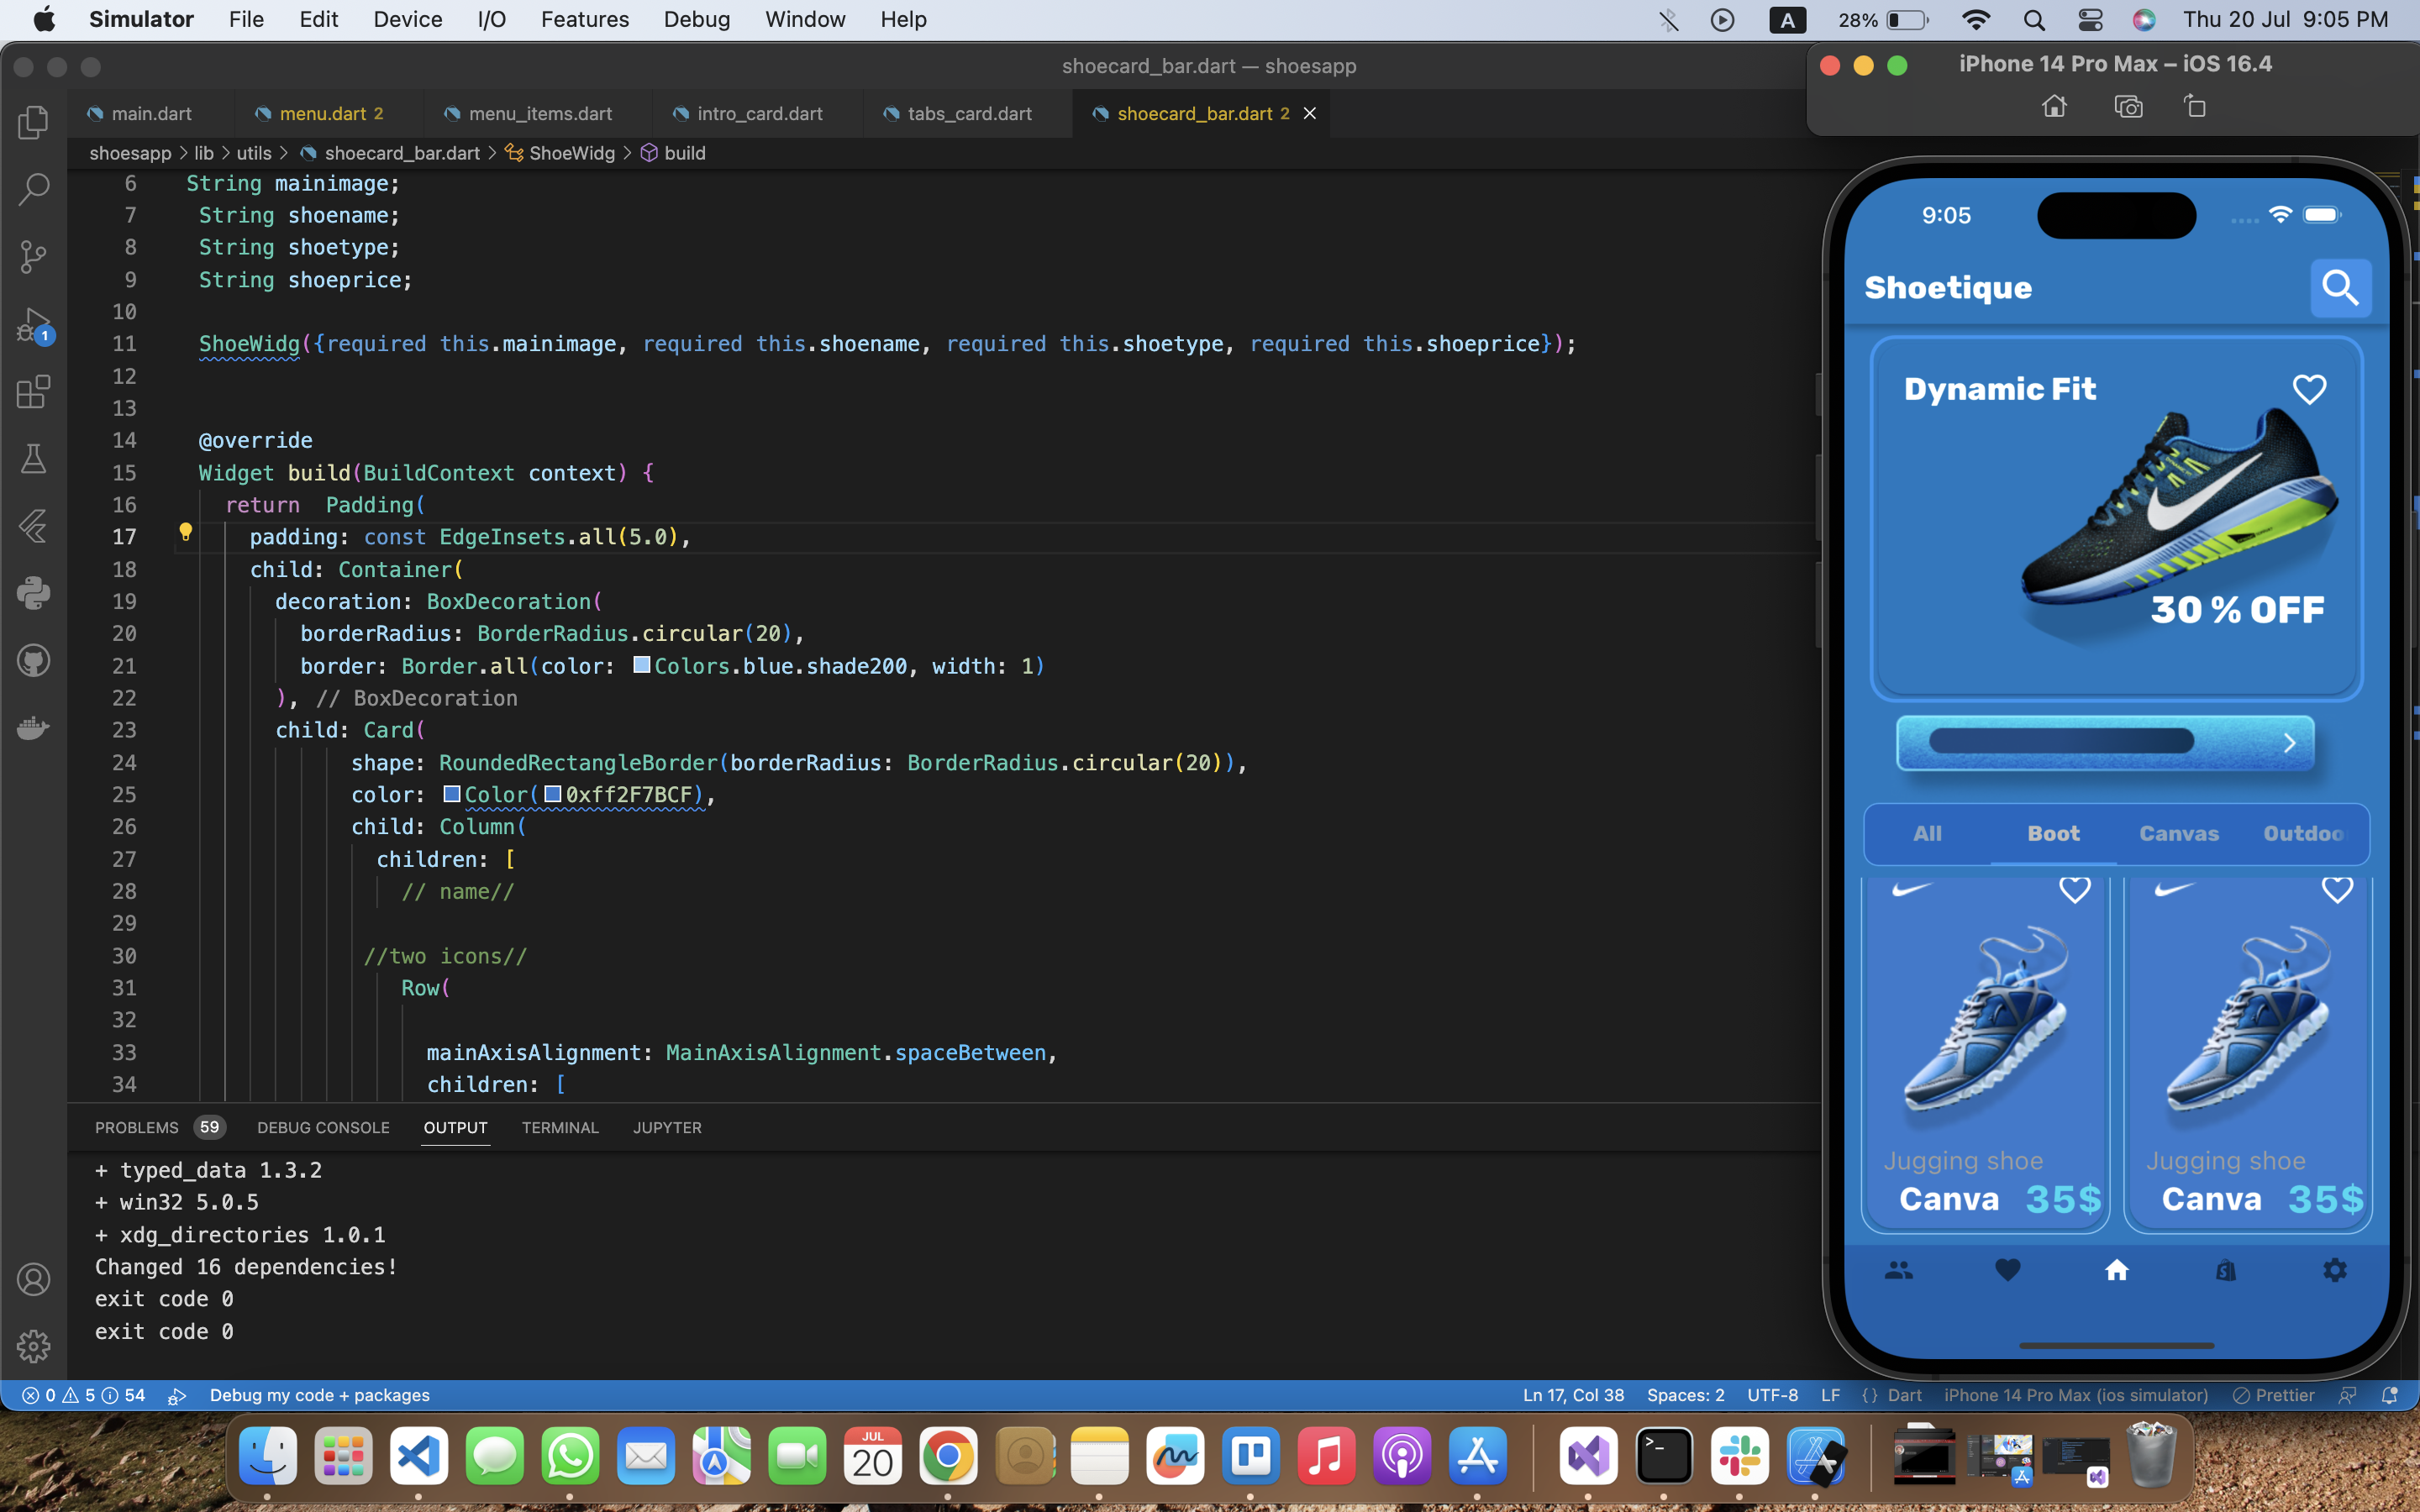 Simulator File Edit Device I/O Features Debug Window Help A 28% Thu 20 Jul 9:05 PM
shoecard_bar.dart — shoesapp
main.dart menu.dart 2 menu_items.dart intro_card.dart tabs_card.dart shoecard_bar.dart 2
shoesapp > lib > utils > shoecard_bar.dart > ShoeWidg > build
1
6 String mainimage;
7 String shoename;
8 String shoetype;
9 String shoeprice;
10
11 ShoeWidg({required this.mainimage, required this.shoename, required this.shoetype, required this.shoeprice});
12
13
14 @override
15 Widget build(BuildContext context) {
16 return  Padding(
17 padding: const EdgeInsets.all(5.0),
18 child: Container(
19 decoration: BoxDecoration(
20 borderRadius: BorderRadius.circular(20),
21 border: Border.all(color: Colors.blue.shade200, width: 1)
22 ), // BoxDecoration
23 child: Card(
24 shape: RoundedRectangleBorder(borderRadius: BorderRadius.circular(20)),
25 color: Color(0xff2F7BCF),
26 child: Column(
27 children: [
28 // name//
29
30 //two icons//
31 Row(
32
33 mainAxisAlignment: MainAxisAlignment.spaceBetween,
34 children: [
PROBLEMS 59 DEBUG CONSOLE OUTPUT TERMINAL JUPYTER
+ typed_data 1.3.2
+ win32 5.0.5
+ xdg_directories 1.0.1
Changed 16 dependencies!
exit code 0
exit code 0
0 5 54 Debug my code + packages Ln 17, Col 38 Spaces: 2 UTF-8 LF {} Dart iPhone 14 Pro Max (ios simulator) Prettier
iPhone 14 Pro Max – iOS 16.4
9:05
Shoetique
Dynamic Fit
30 % OFF
All Boot Canvas Outdoo
Jugging shoe Jugging shoe
Canva 35$ Canva 35$
JUL
20